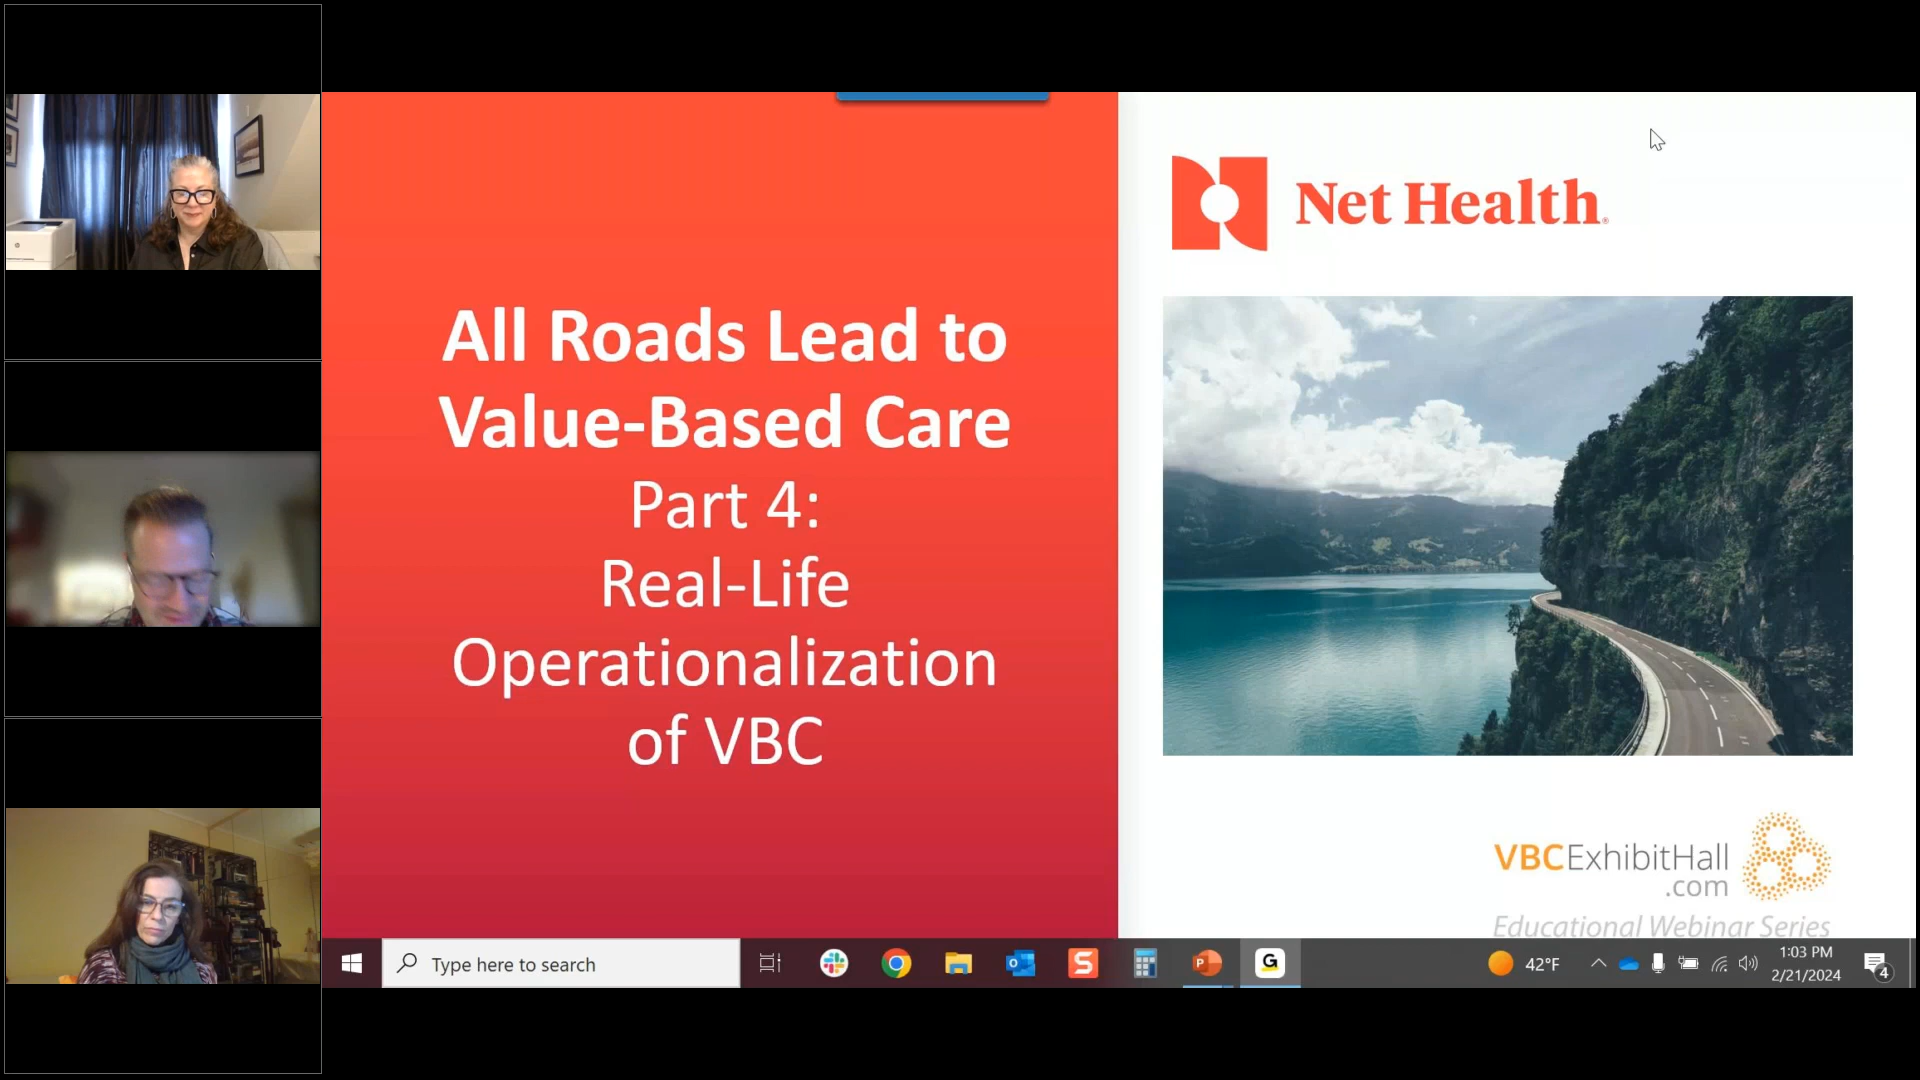 All Roads Lead to
Value-Based Care
Part 4:
Real-Life
Operationalization
of VBC
Net Health®
VBCExhibitHall
.com
Educational Webinar Series
Type here to search
42°F
1:03 PM
2/21/2024
4